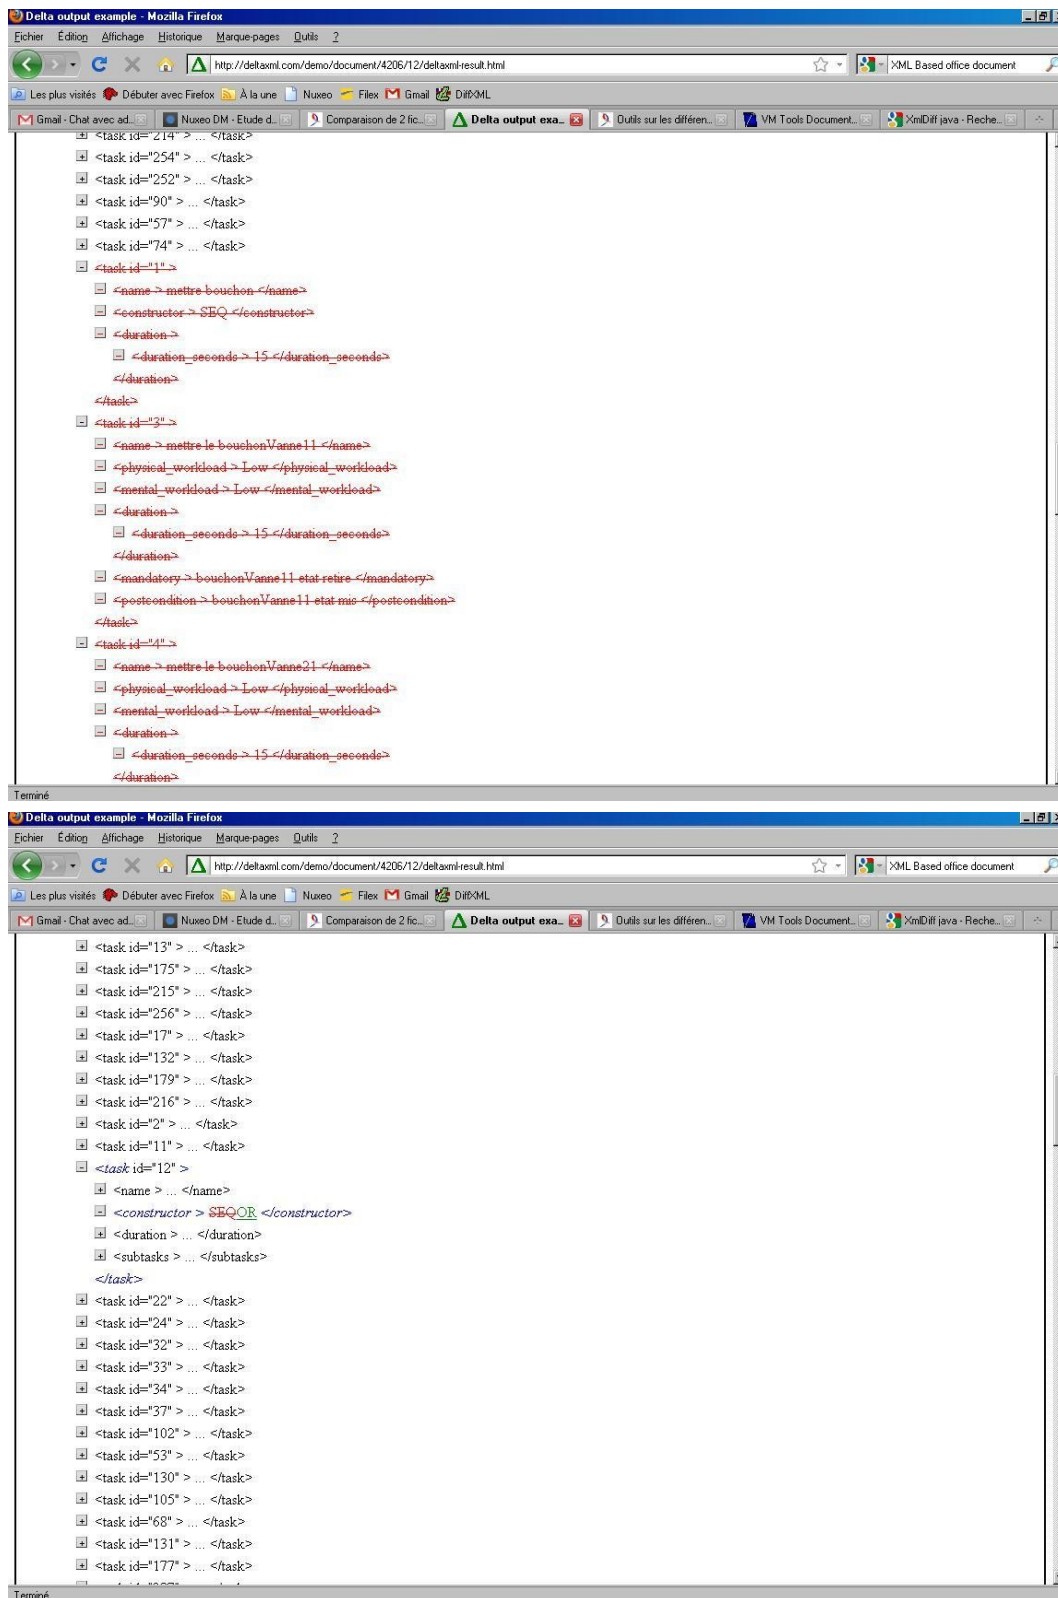 Delta output example - Mozilla Firefox
Fichier Édition Affichage Historique Marque-pages Outils ?
http://deltaxml.com/demo/document/4206/12/deltaxml-result.html XML Based office document
Les plus visités Débuter avec Firefox À la une Nuxeo Filex Gmail DiffXML
Gmail - Chat avec ad... Nuxeo DM - Etude d... Comparaison de 2 fic... Delta output exa... Outils sur les différen... VM Tools Document... XmlDiff java - Reche...
<task id="214" > ... </task>
<task id="254" > ... </task>
<task id="252" > ... </task>
<task id="90" > ... </task>
<task id="57" > ... </task>
<task id="74" > ... </task>
<task id="1" >
<name > mettre bouchon </name>
<constructor > SEQ </constructor>
<duration >
<duration_seconds > 15 </duration_seconds>
</duration>
</task>
<task id="3" >
<name > mettre le bouchonVanne11 </name>
<physical_workload > Low </physical_workload>
<mental_workload > Low </mental_workload>
<duration >
<duration_seconds > 15 </duration_seconds>
</duration>
<mandatory > bouchonVanne11 etat retire </mandatory>
<postcondition > bouchonVanne11 etat mis </postcondition>
</task>
<task id="4" >
<name > mettre le bouchonVanne21 </name>
<physical_workload > Low </physical_workload>
<mental_workload > Low </mental_workload>
<duration >
<duration_seconds > 15 </duration_seconds>
</duration>
Terminé
Delta output example - Mozilla Firefox
Fichier Édition Affichage Historique Marque-pages Outils ?
http://deltaxml.com/demo/document/4206/12/deltaxml-result.html XML Based office document
Les plus visités Débuter avec Firefox À la une Nuxeo Filex Gmail DiffXML
Gmail - Chat avec ad... Nuxeo DM - Etude d... Comparaison de 2 fic... Delta output exa... Outils sur les différen... VM Tools Document... XmlDiff java - Reche...
<task id="13" > ... </task>
<task id="175" > ... </task>
<task id="215" > ... </task>
<task id="256" > ... </task>
<task id="17" > ... </task>
<task id="132" > ... </task>
<task id="179" > ... </task>
<task id="216" > ... </task>
<task id="2" > ... </task>
<task id="11" > ... </task>
<task id="12" >
<name > ... </name>
<constructor > SEQOR </constructor>
<duration > ... </duration>
<subtasks > ... </subtasks>
</task>
<task id="22" > ... </task>
<task id="24" > ... </task>
<task id="32" > ... </task>
<task id="33" > ... </task>
<task id="34" > ... </task>
<task id="37" > ... </task>
<task id="102" > ... </task>
<task id="53" > ... </task>
<task id="130" > ... </task>
<task id="105" > ... </task>
<task id="68" > ... </task>
<task id="131" > ... </task>
<task id="177" > ... </task>
Terminé